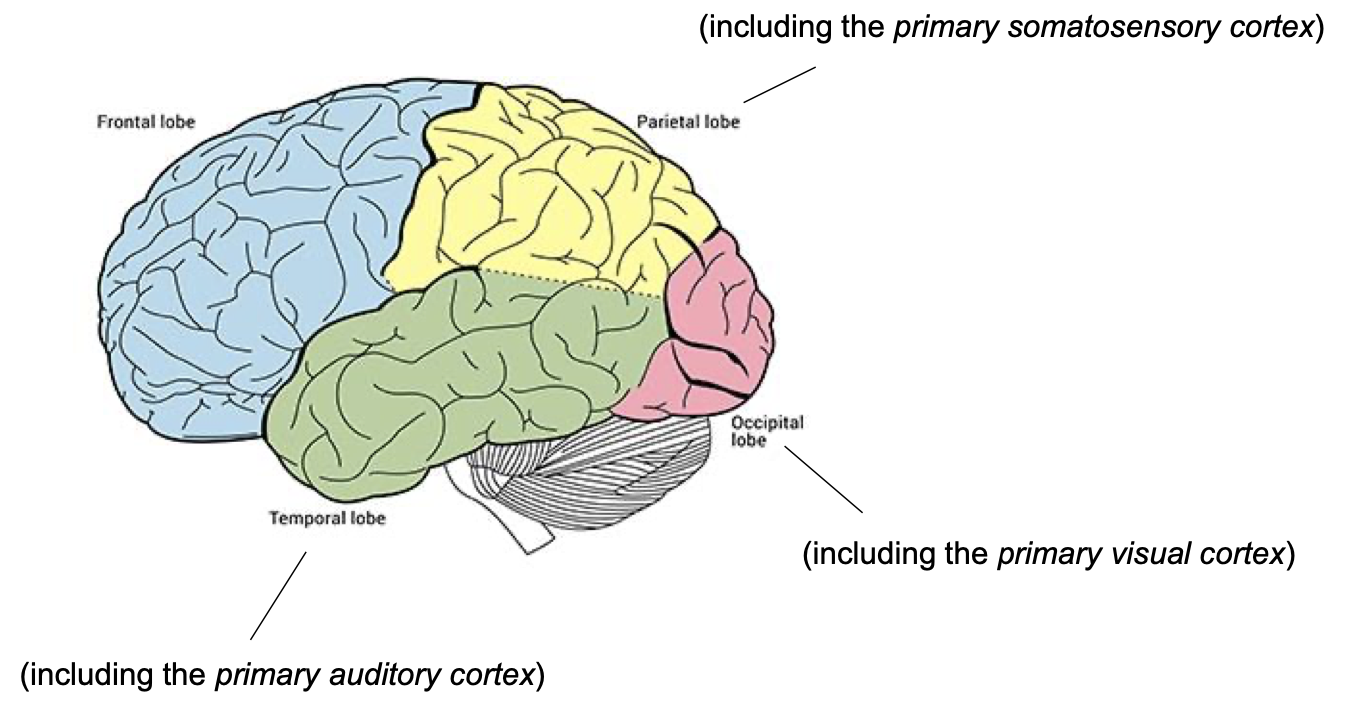 (including the primary somatosensory cortex)
Frontal lobe
Parietal lobe
Occipital
lobe
Temporal lobe
(including the primary visual cortex)
(including the primary auditory cortex)